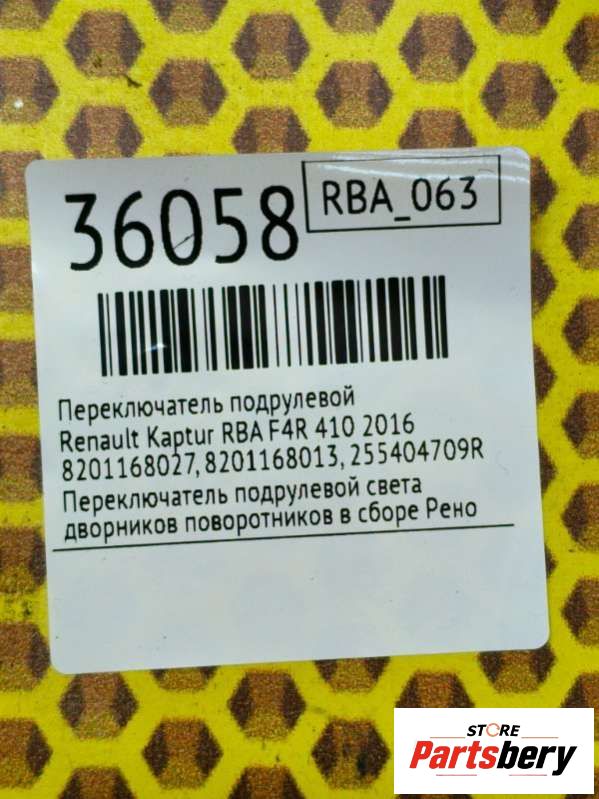 36058
RBA_063
Переключатель подрулевой
Renault Kaptur RBA F4R 410 2016
8201168027, 8201168013, 255404709R
Переключатель подрулевой света
дворников поворотников в сборе Рено
STORE
Partsbery